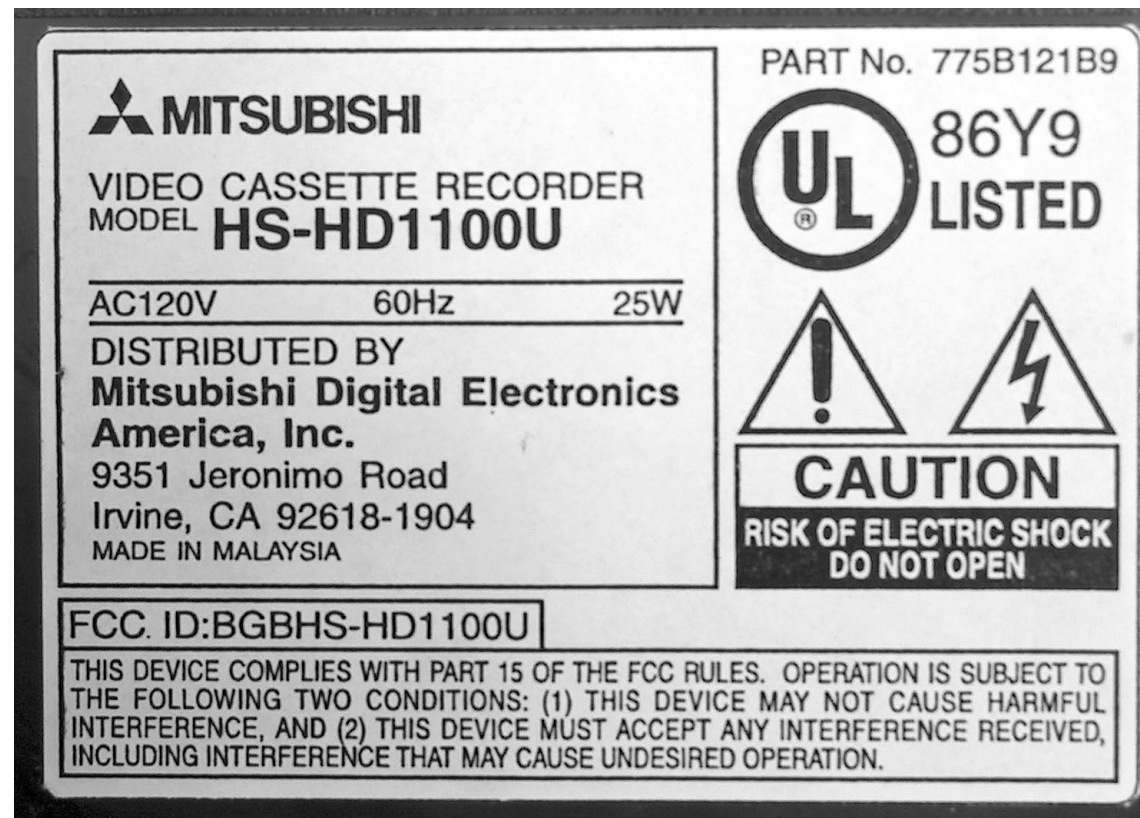 MITSUBISHI
VIDEO CASSETTE RECORDER
MODEL HS-HD1100U
AC120V 60Hz 25W
DISTRIBUTED BY
Mitsubishi Digital Electronics
America, Inc.
9351 Jeronimo Road
Irvine, CA 92618-1904
MADE IN MALAYSIA
PART No. 775B121B9
UL® 86Y9
LISTED
CAUTION
RISK OF ELECTRIC SHOCK
DO NOT OPEN
FCC. ID:BGBHS-HD1100U
THIS DEVICE COMPLIES WITH PART 15 OF THE FCC RULES. OPERATION IS SUBJECT TO
THE FOLLOWING TWO CONDITIONS: (1) THIS DEVICE MAY NOT CAUSE HARMFUL
INTERFERENCE, AND (2) THIS DEVICE MUST ACCEPT ANY INTERFERENCE RECEIVED,
INCLUDING INTERFERENCE THAT MAY CAUSE UNDESIRED OPERATION.